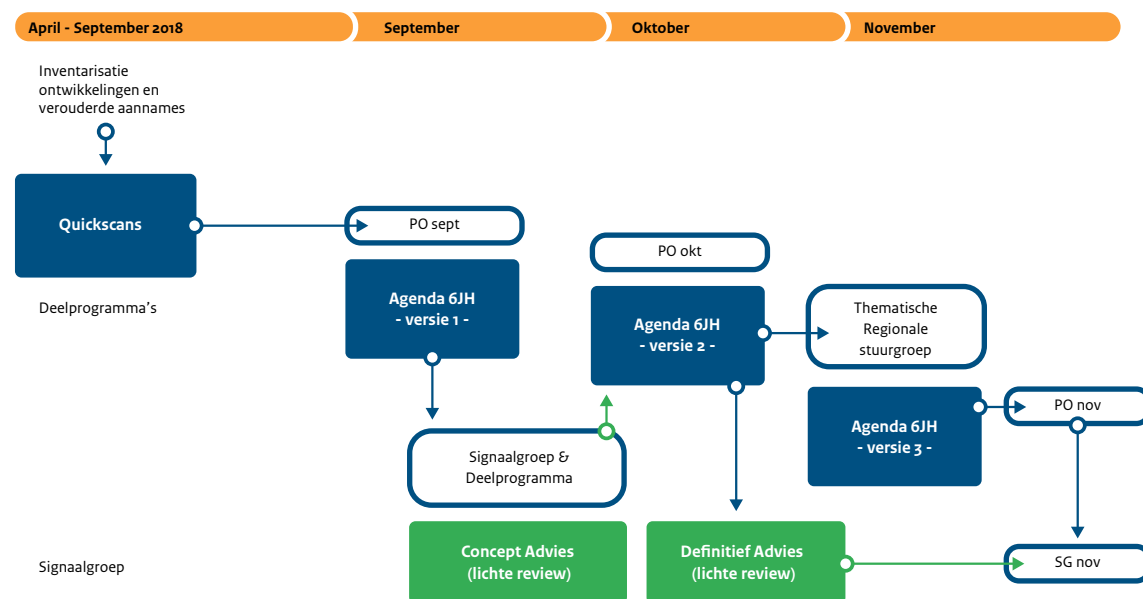 April - September 2018
September
Oktober
November
Inventarisatie
ontwikkelingen en
verouderde aannames
Quickscans
PO sept
PO okt
Agenda 6JH
- versie 1 -
Deelprogramma's
Agenda 6JH
- versie 2 -
Thematische
Regionale
stuurgroep
Agenda 6JH
- versie 3 -
PO nov
Signaalgroep &
Deelprogramma
Concept Advies
(lichte review)
Definitief Advies
(lichte review)
SG nov
Signaalgroep